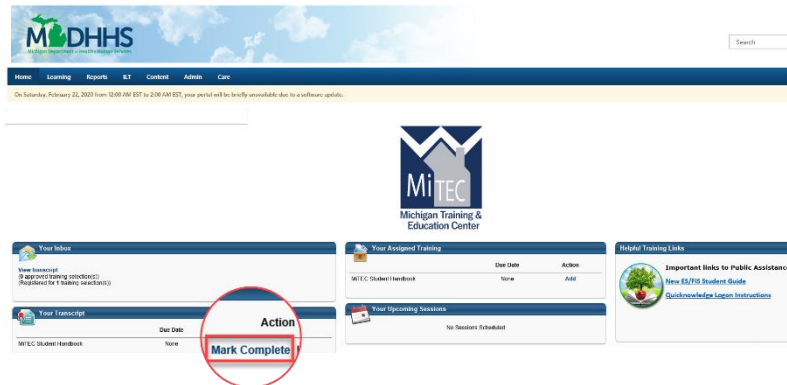 MDHHS
Michigan Department of Health & Human Services
Search
Home Learning Reports ILT Content Admin Care
On Saturday, February 22, 2020 from 12:00 AM EST to 2:00 AM EST, your portal will be briefly unavailable due to a software update.
MiTEC
Michigan Training &
Education Center
Your Inbox
View transcript
(0 approved training selection(s))
(Registered for 1 training selection(s))
Your Transcript
Due Date Action
MiTEC Student Handbook None Mark Complete
Your Assigned Training
Due Date Action
MiTEC Student Handbook None Add
Your Upcoming Sessions
No Sessions Scheduled
Helpful Training Links
Important links to Public Assistance
New ES/FIS Student Guide
Quicknowledge Logon Instructions